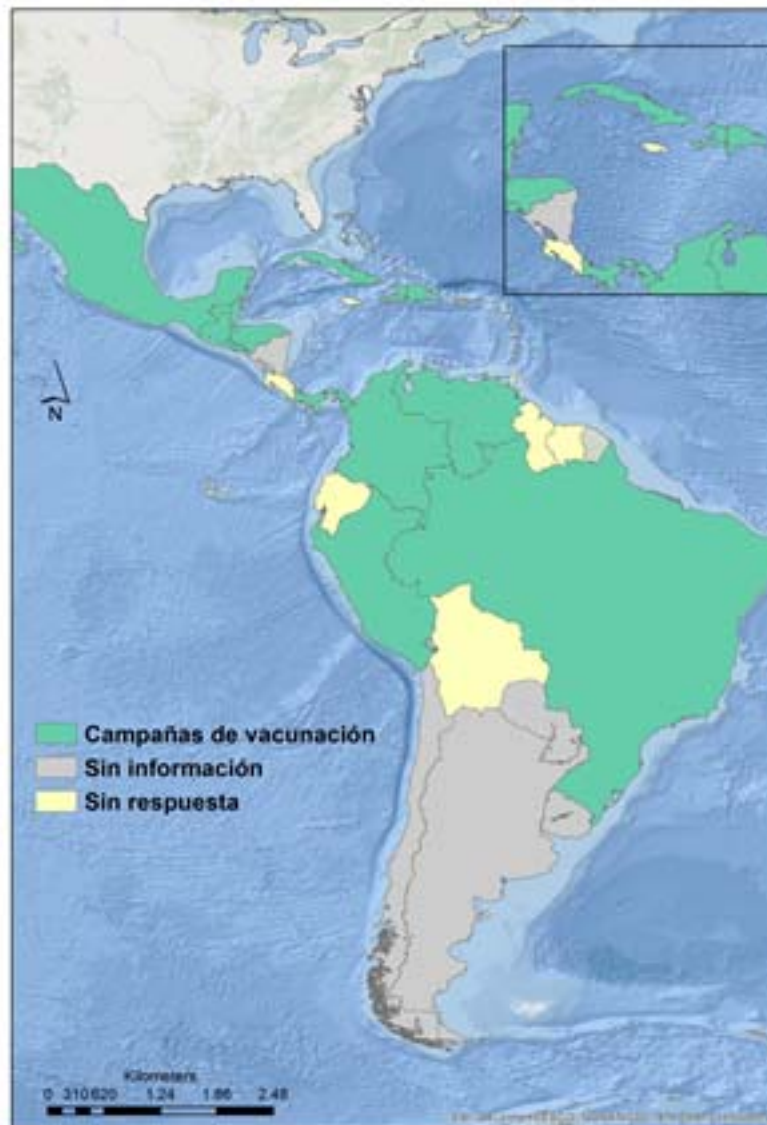 N
Campañas de vacunación
Sin información
Sin respuesta
Kilometers
0 310 620 1.24 1.86 2.48